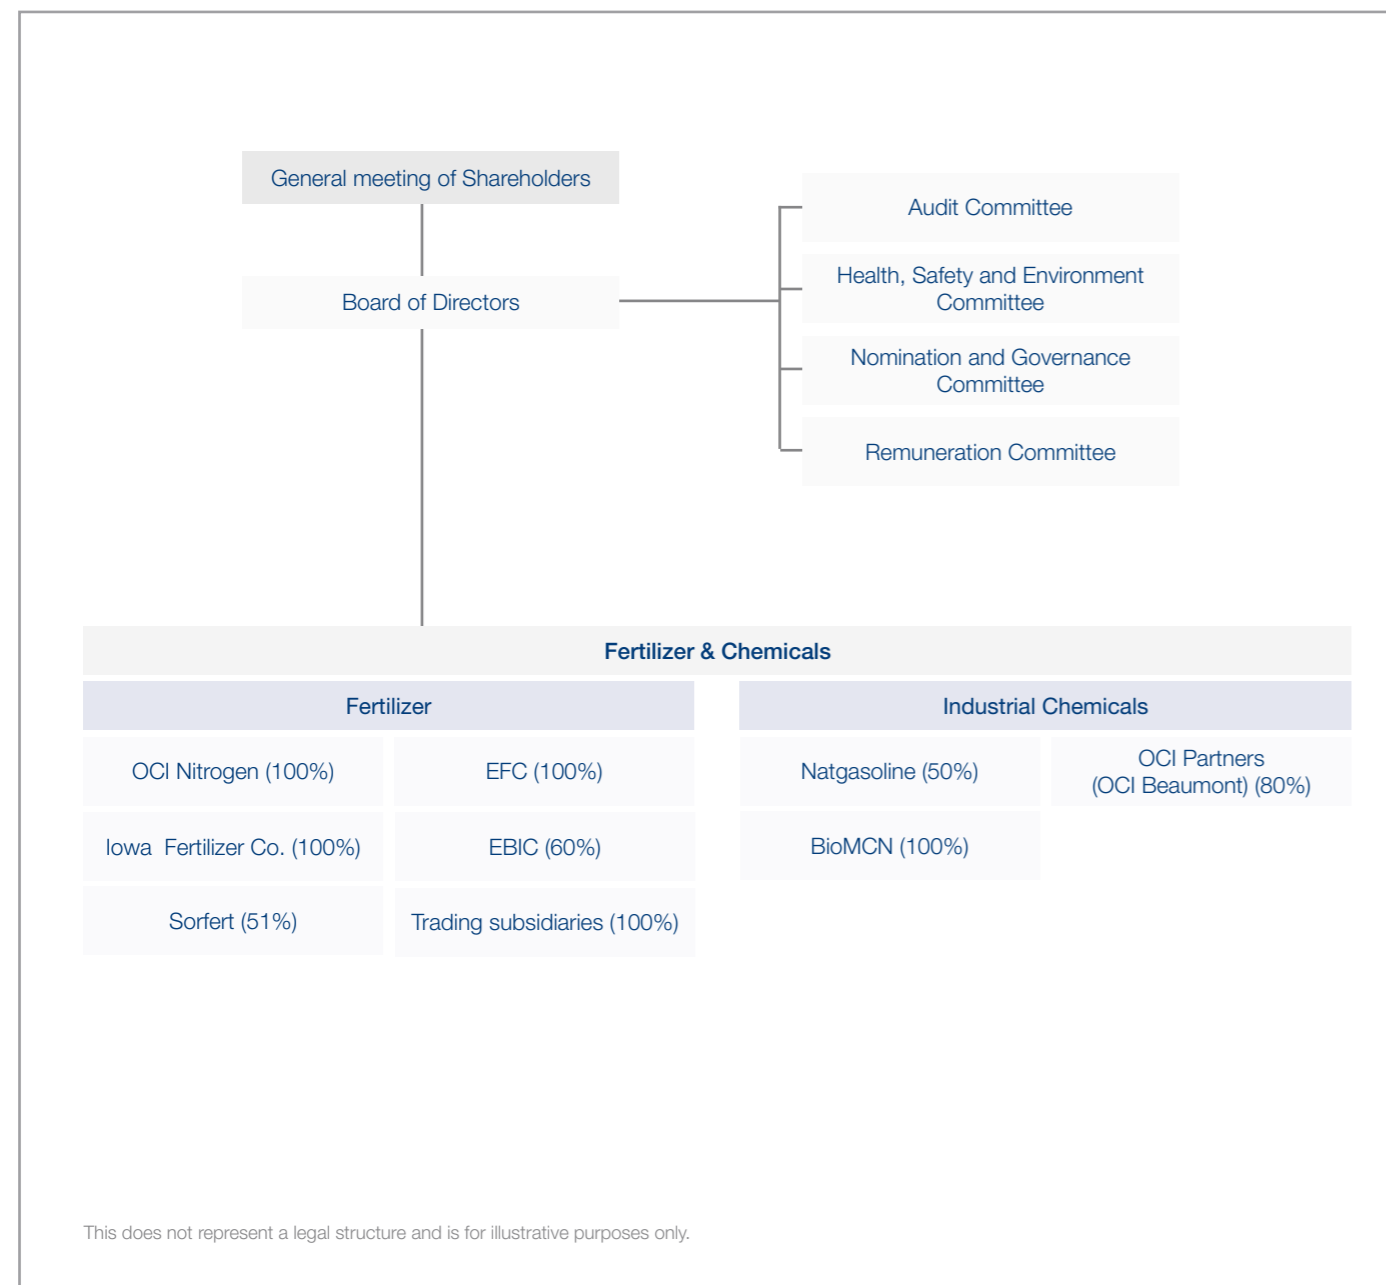 General meeting of Shareholders
Board of Directors
Audit Committee
Health, Safety and Environment
Committee
Nomination and Governance
Committee
Remuneration Committee
Fertilizer & Chemicals
Fertilizer
Industrial Chemicals
OCI Nitrogen (100%)
EFC (100%)
Natgasoline (50%)
OCI Partners
(OCI Beaumont) (80%)
Iowa  Fertilizer Co. (100%)
EBIC (60%)
BioMCN (100%)
Sorfert (51%)
Trading subsidiaries (100%)
This does not represent a legal structure and is for illustrative purposes only.